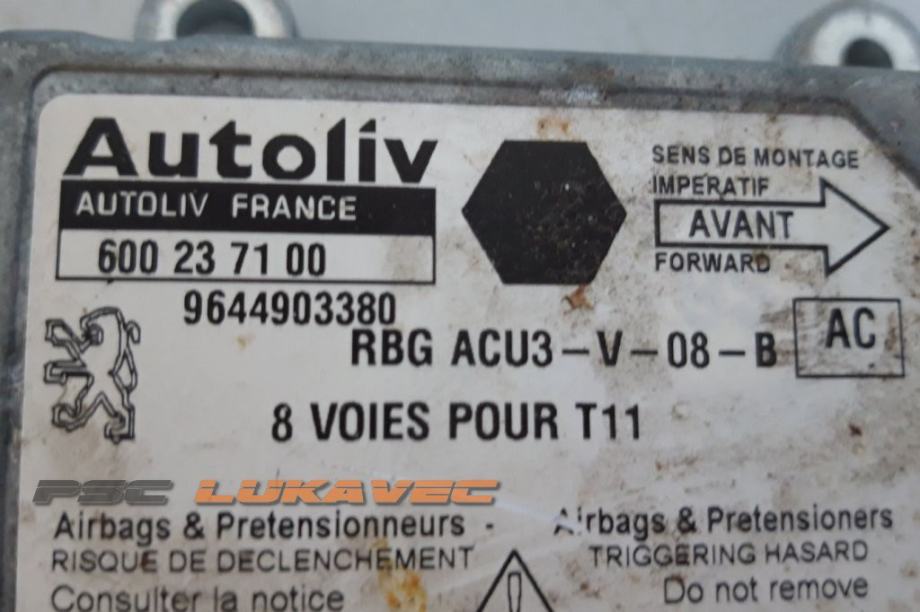 Autoliv
AUTOLIV FRANCE
600 23 71 00
9644903380
SENS DE MONTAGE
IMPERATIF
AVANT
FORWARD
RBG ACU3-V-08-B
AC
8 VOIES POUR T11
PSC LUKAVEC
Airbags & Pretensionneurs -
RISQUE DE DECLENCHEMENT
Consulter la notice
Airbags & Pretensioners
TRIGGERING HASARD
Do not remove